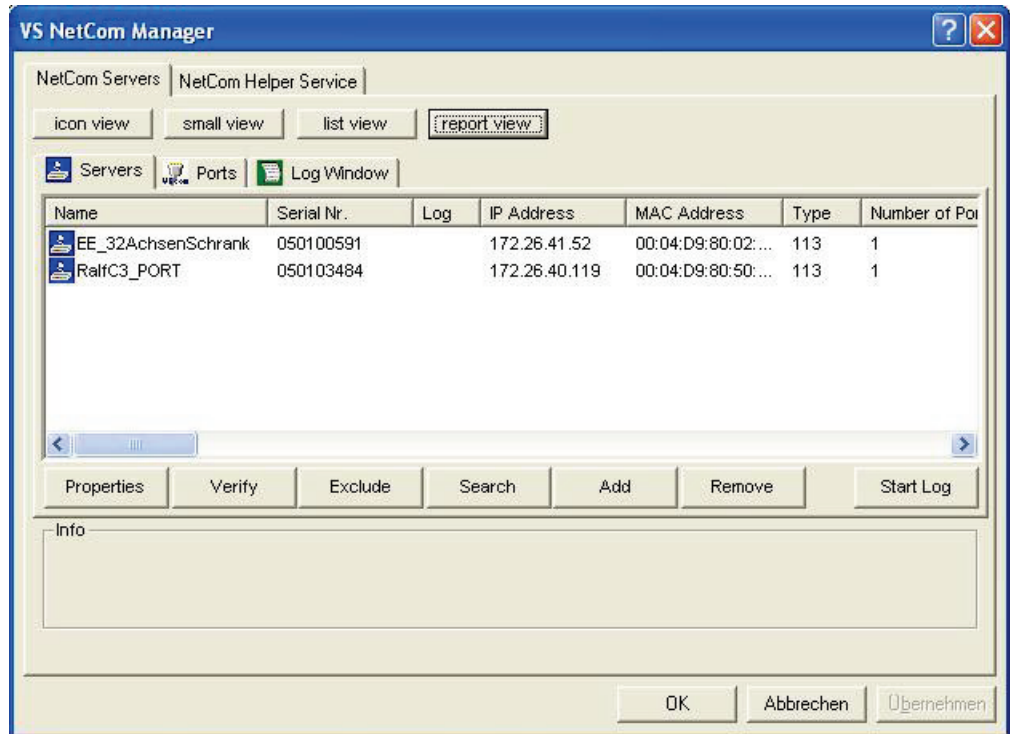 VS NetCom Manager
NetCom Servers NetCom Helper Service
icon view small view list view report view
Servers Ports Log Window
Name Serial Nr. Log IP Address MAC Address Type Number of Por
EE_32AchsenSchrank 050100591 172.26.41.52 00:04:D9:80:02:... 113 1
RalfC3_PORT 050103484 172.26.40.119 00:04:D9:80:50:... 113 1
Properties Verify Exclude Search Add Remove Start Log
Info
OK Abbrechen Übernehmen